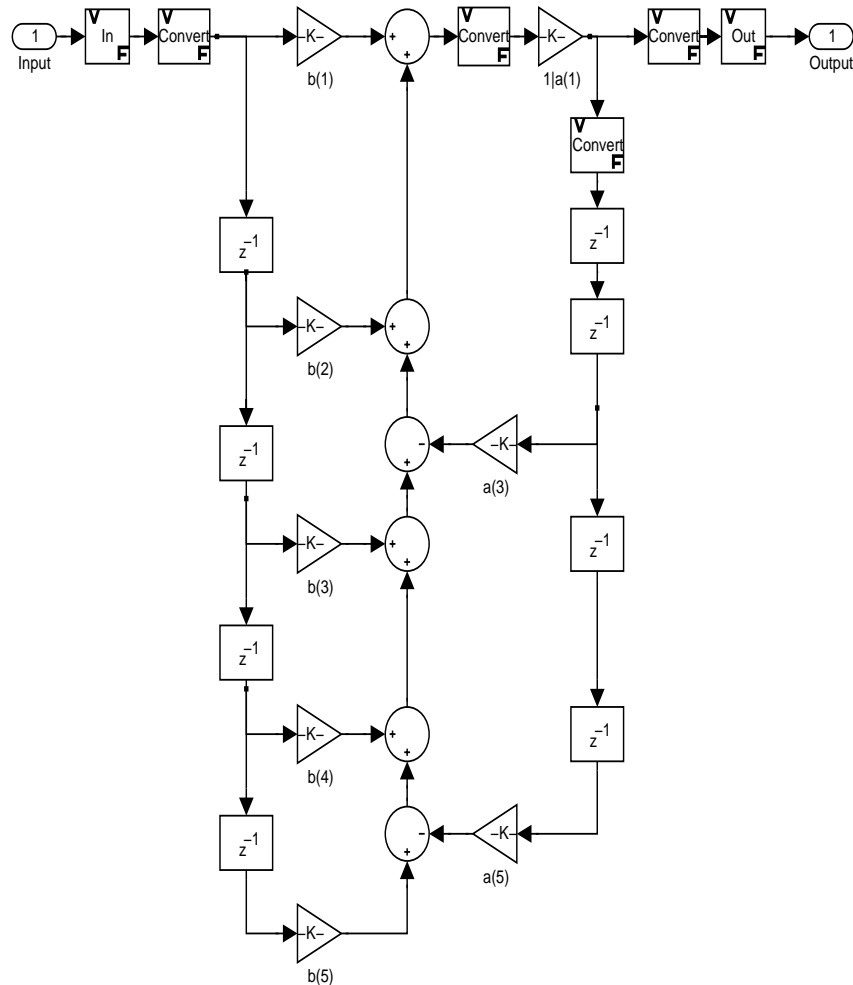 V
V
V
V
V
1
In
Convert
–K–
+
+
Convert
–K–
Convert
Out
1
F
F
F
F
F
Input
b(1)
1|a(1)
Output
V
Convert
F
z–1
z–1
–K–
+
+
z–1
b(2)
z–1
–K–
-
+
a(3)
–K–
+
+
z–1
b(3)
z–1
–K–
+
+
z–1
b(4)
z–1
–K–
-
+
a(5)
–K–
b(5)